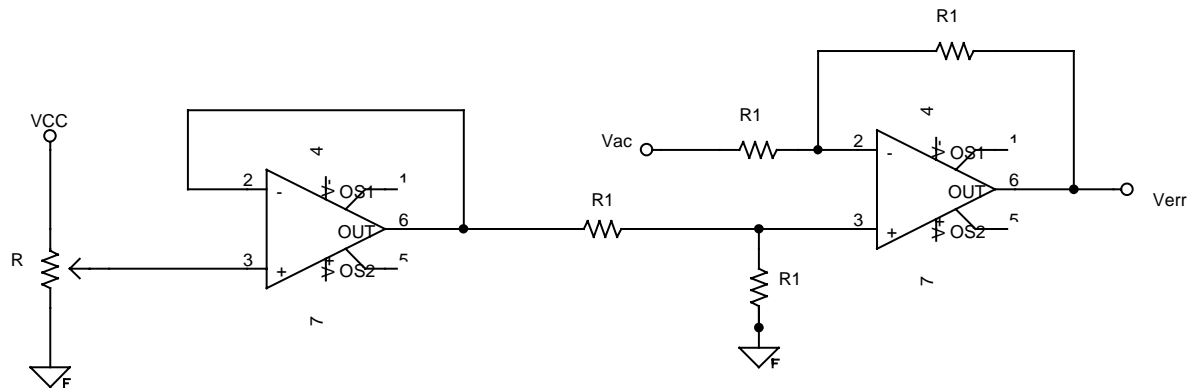 R1
VCC
4
2
-
V-
OS1
1
OUT
6
R
3
+
V+
OS2
5
7
Vac
R1
R1
R1
2
-
4
V-
OS1
1
OUT
6
Verr
3
+
V+
OS2
5
7
F
F